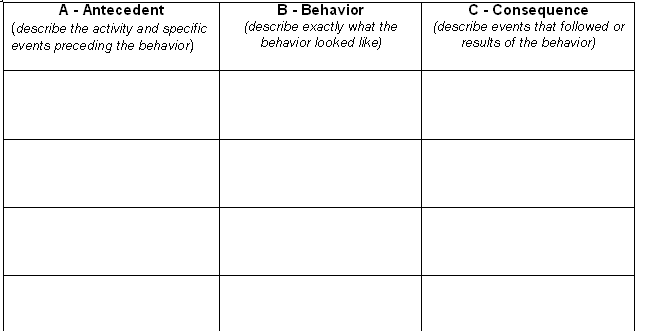 A - Antecedent
(describe the activity and specific
events preceding the behavior)
B - Behavior
(describe exactly what the
behavior looked like)
C - Consequence
(describe events that followed or
results of the behavior)